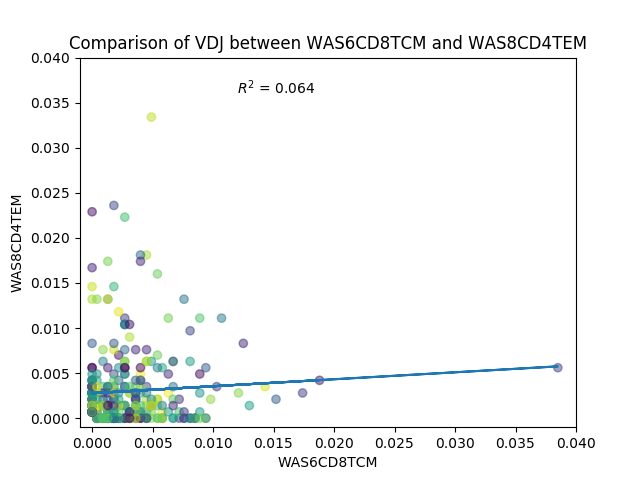 Comparison of VDJ between WAS6CD8TCM and WAS8CD4TEM
R² = 0.064
WAS8CD4TEM
0.040
0.035
0.030
0.025
0.020
0.015
0.010
0.005
0.000
0.000 0.005 0.010 0.015 0.020 0.025 0.030 0.035 0.040
WAS6CD8TCM